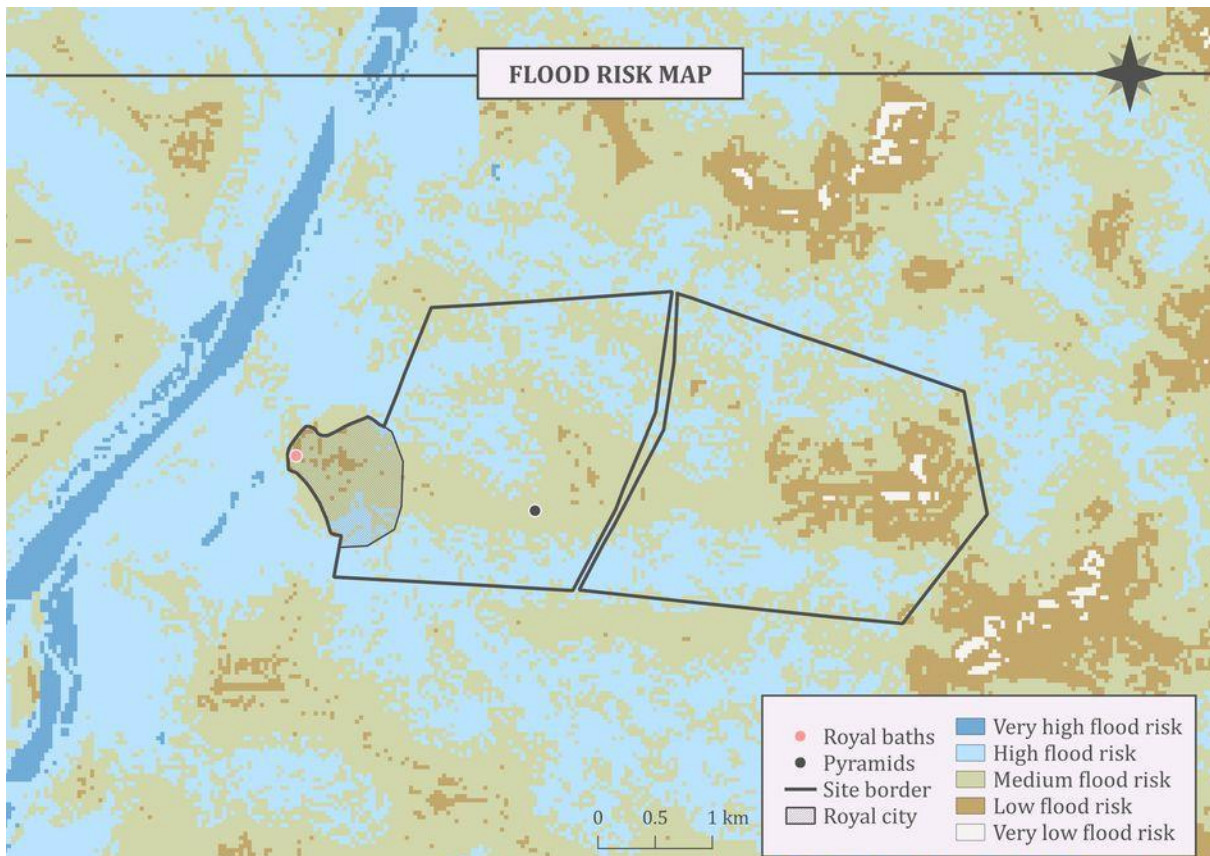 FLOOD RISK MAP
Royal baths
Pyramids
Site border
Royal city
Very high flood risk
High flood risk
Medium flood risk
Low flood risk
Very low flood risk
0 0.5 1 km